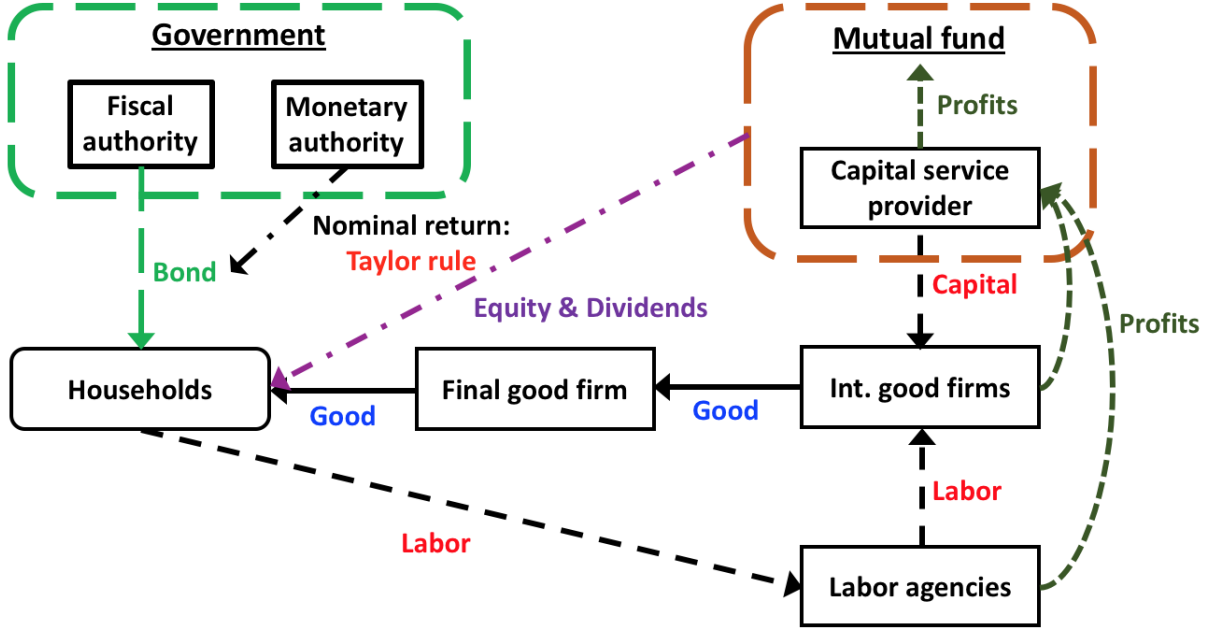 Government
Mutual fund
Fiscal
authority
Monetary
authority
Profits
Capital service
provider
Nominal return:
Taylor rule
Bond
Capital
Equity & Dividends
Profits
Households
Final good firm
Int. good firms
Good
Good
Labor
Labor
Labor agencies